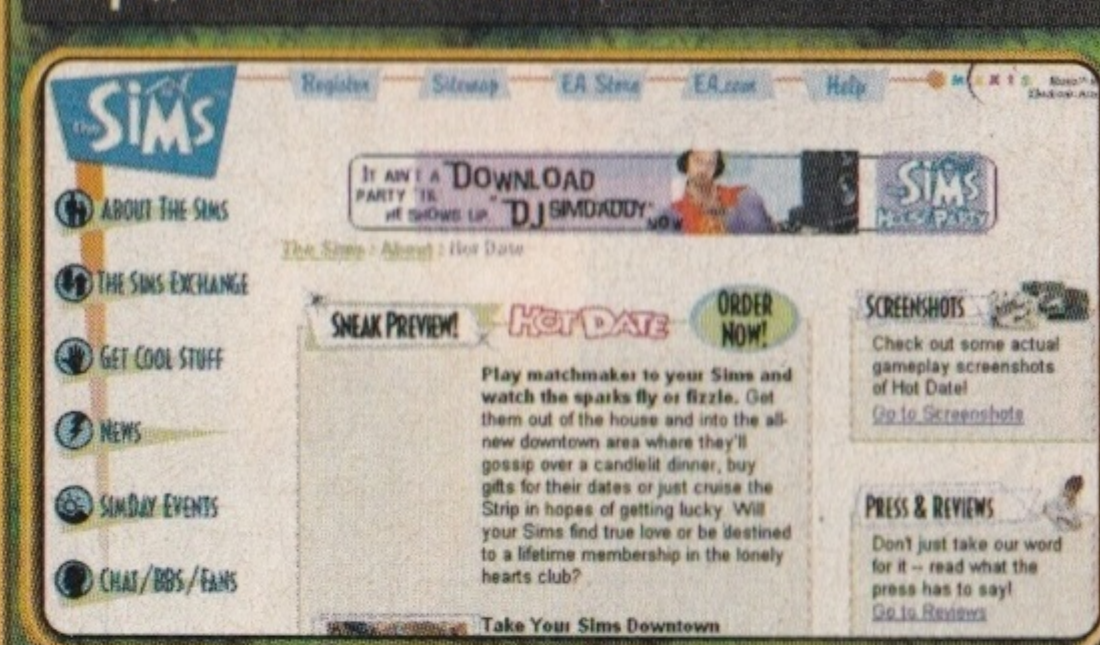 The SIMS
Register Sitemap EA Store EA.com Help MAXIS
IT AIN'T A DOWNLOAD
PARTY 'TIL
HE SHOWS UP. "DJ SIMDADDY" NOW
The SIMS HOUSE PARTY
The Sims : About : Hot Date
ABOUT THE SIMS
THE SIMS EXCHANGE
GET COOL STUFF
NEWS
SIMDAY EVENTS
CHAT/BBS/FANS
SNEAK PREVIEW! HOT DATE ORDER NOW!
Play matchmaker to your Sims and
watch the sparks fly or fizzle. Get
them out of the house and into the all-
new downtown area where they'll
gossip over a candlelit dinner, buy
gifts for their dates or just cruise the
Strip in hopes of getting lucky. Will
your Sims find true love or be destined
to a lifetime membership in the lonely
hearts club?
Take Your Sims Downtown
SCREENSHOTS
Check out some actual
gameplay screenshots
of Hot Date!
Go to Screenshots
PRESS & REVIEWS
Don't just take our word
for it -- read what the
press has to say!
Go to Reviews